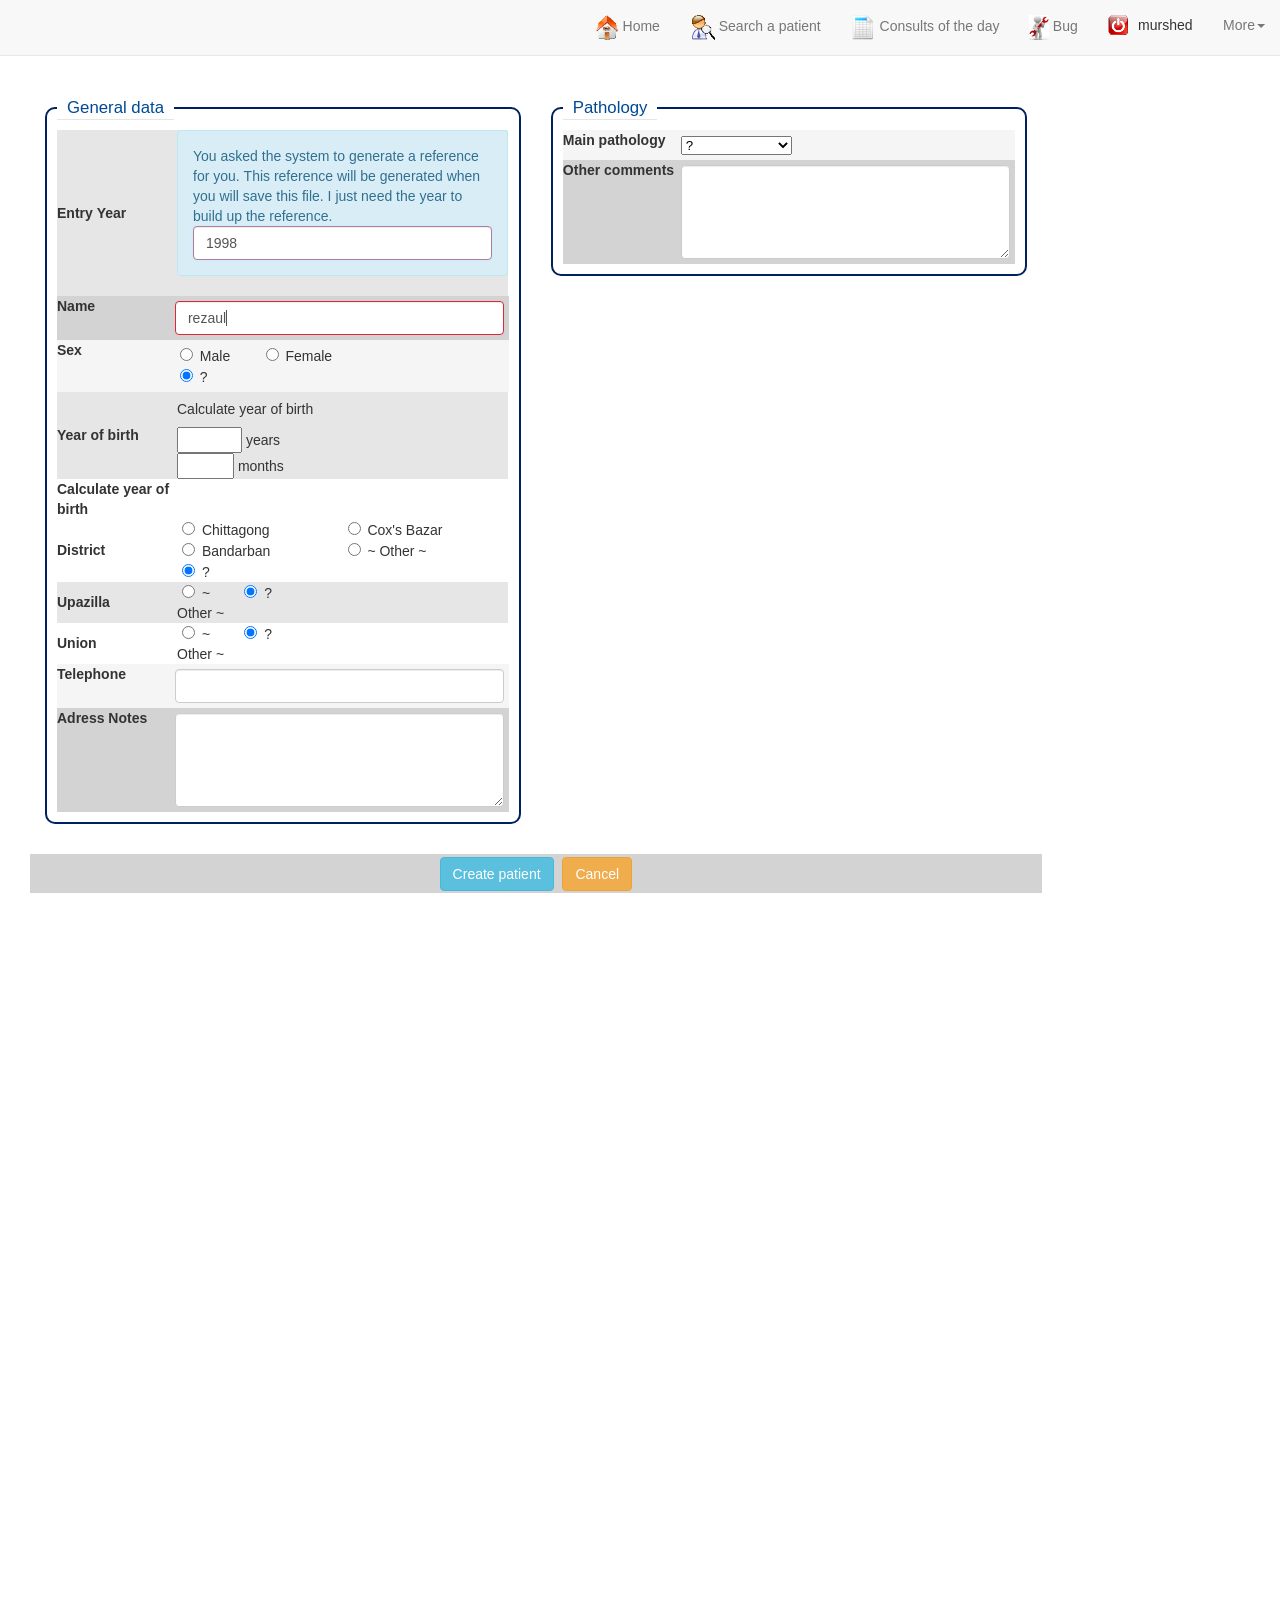 Home Search a patient Consults of the day Bug murshed More
General data
Entry Year
You asked the system to generate a reference
for you. This reference will be generated when
you will save this file. I just need the year to
build up the reference.
1998
Name rezaul
Sex
Male Female
?
Year of birth
Calculate year of birth
years
months
Calculate year of
birth
District
Chittagong Cox's Bazar
Bandarban ~ Other ~
?
Upazilla
~ ?
Other ~
Union
~ ?
Other ~
Telephone
Adress Notes
Pathology
Main pathology ?
Other comments
Create patient Cancel